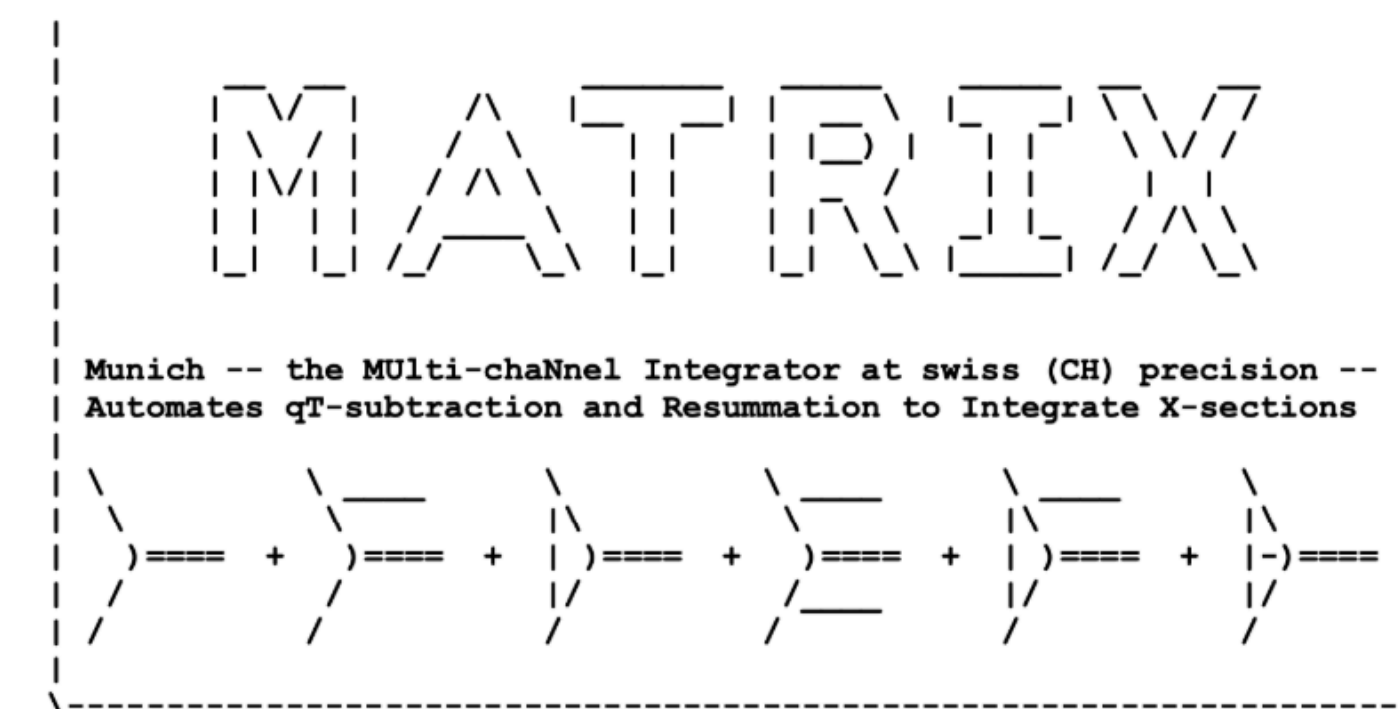 MATRIX
Munich -- the MUlti-chaNnel Integrator at swiss (CH) precision --
Automates qT-subtraction and Resummation to Integrate X-sections
)==== + )==== + | )==== + )==== + | )==== + |-)====